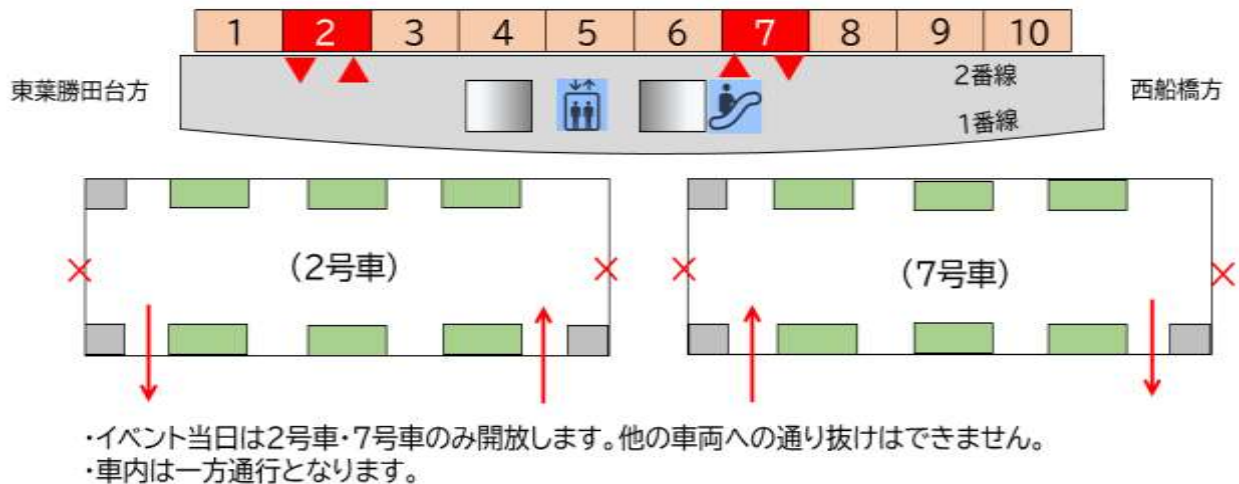 1 2 3 4 5 6 7 8 9 10
東葉勝田台方
2番線
西船橋方
1番線
(2号車)
(7号車)
・イベント当日は2号車・7号車のみ開放します。他の車両への通り抜けはできません。
・車内は一方通行となります。